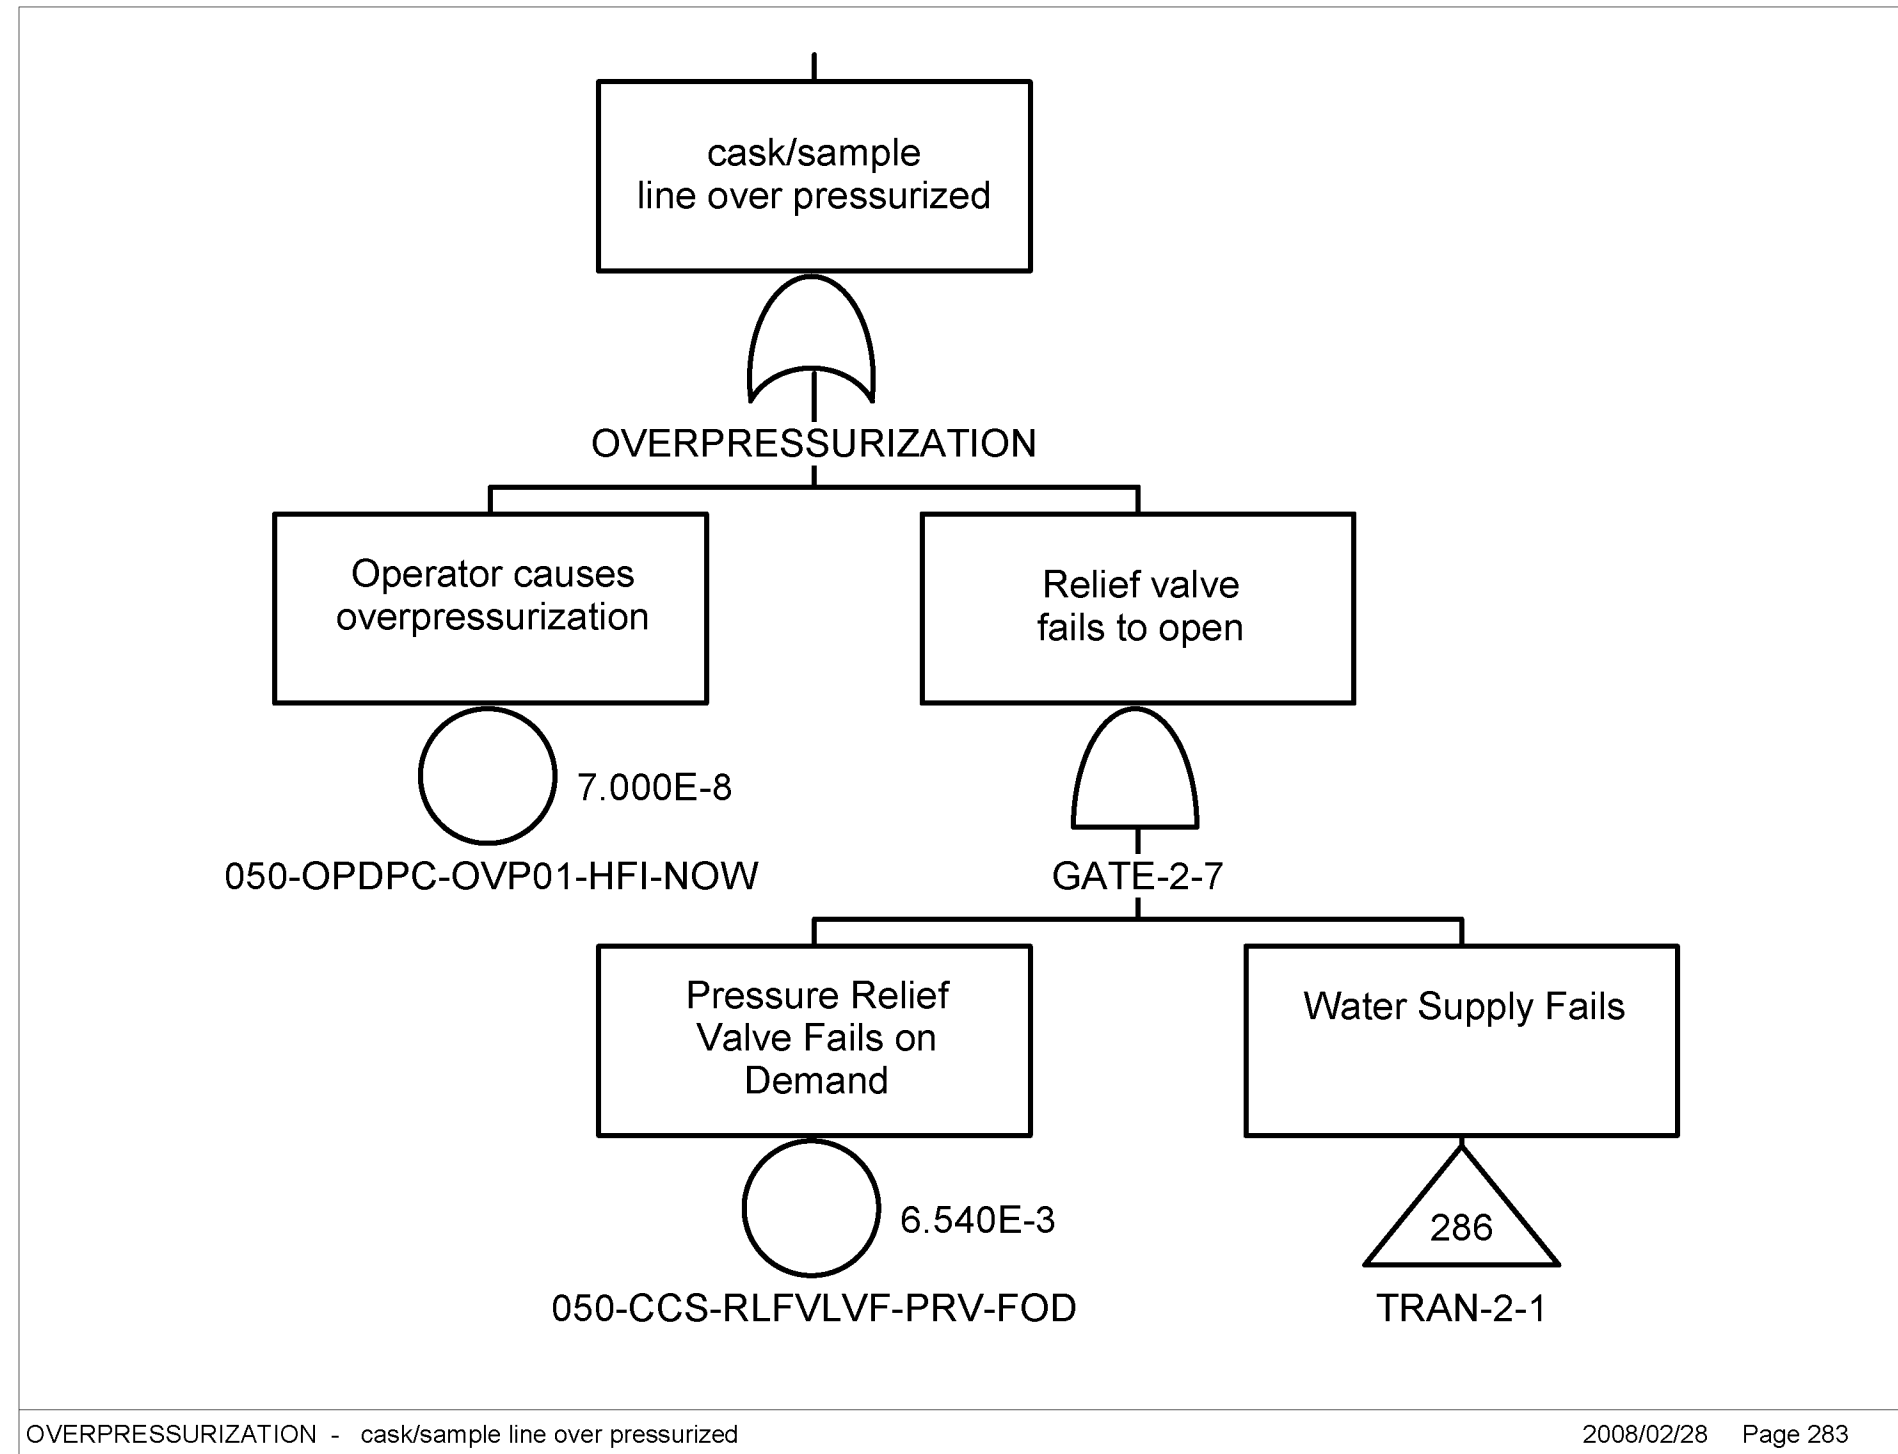 cask/sample
line over pressurized
OVERPRESSURIZATION
Operator causes
overpressurization
Relief valve
fails to open
7.000E-8
050-OPDPC-OVP01-HFI-NOW
GATE-2-7
Pressure Relief
Valve Fails on
Demand
Water Supply Fails
6.540E-3
286
050-CCS-RLFVLVF-PRV-FOD
TRAN-2-1
OVERPRESSURIZATION - cask/sample line over pressurized
2008/02/28 Page 283